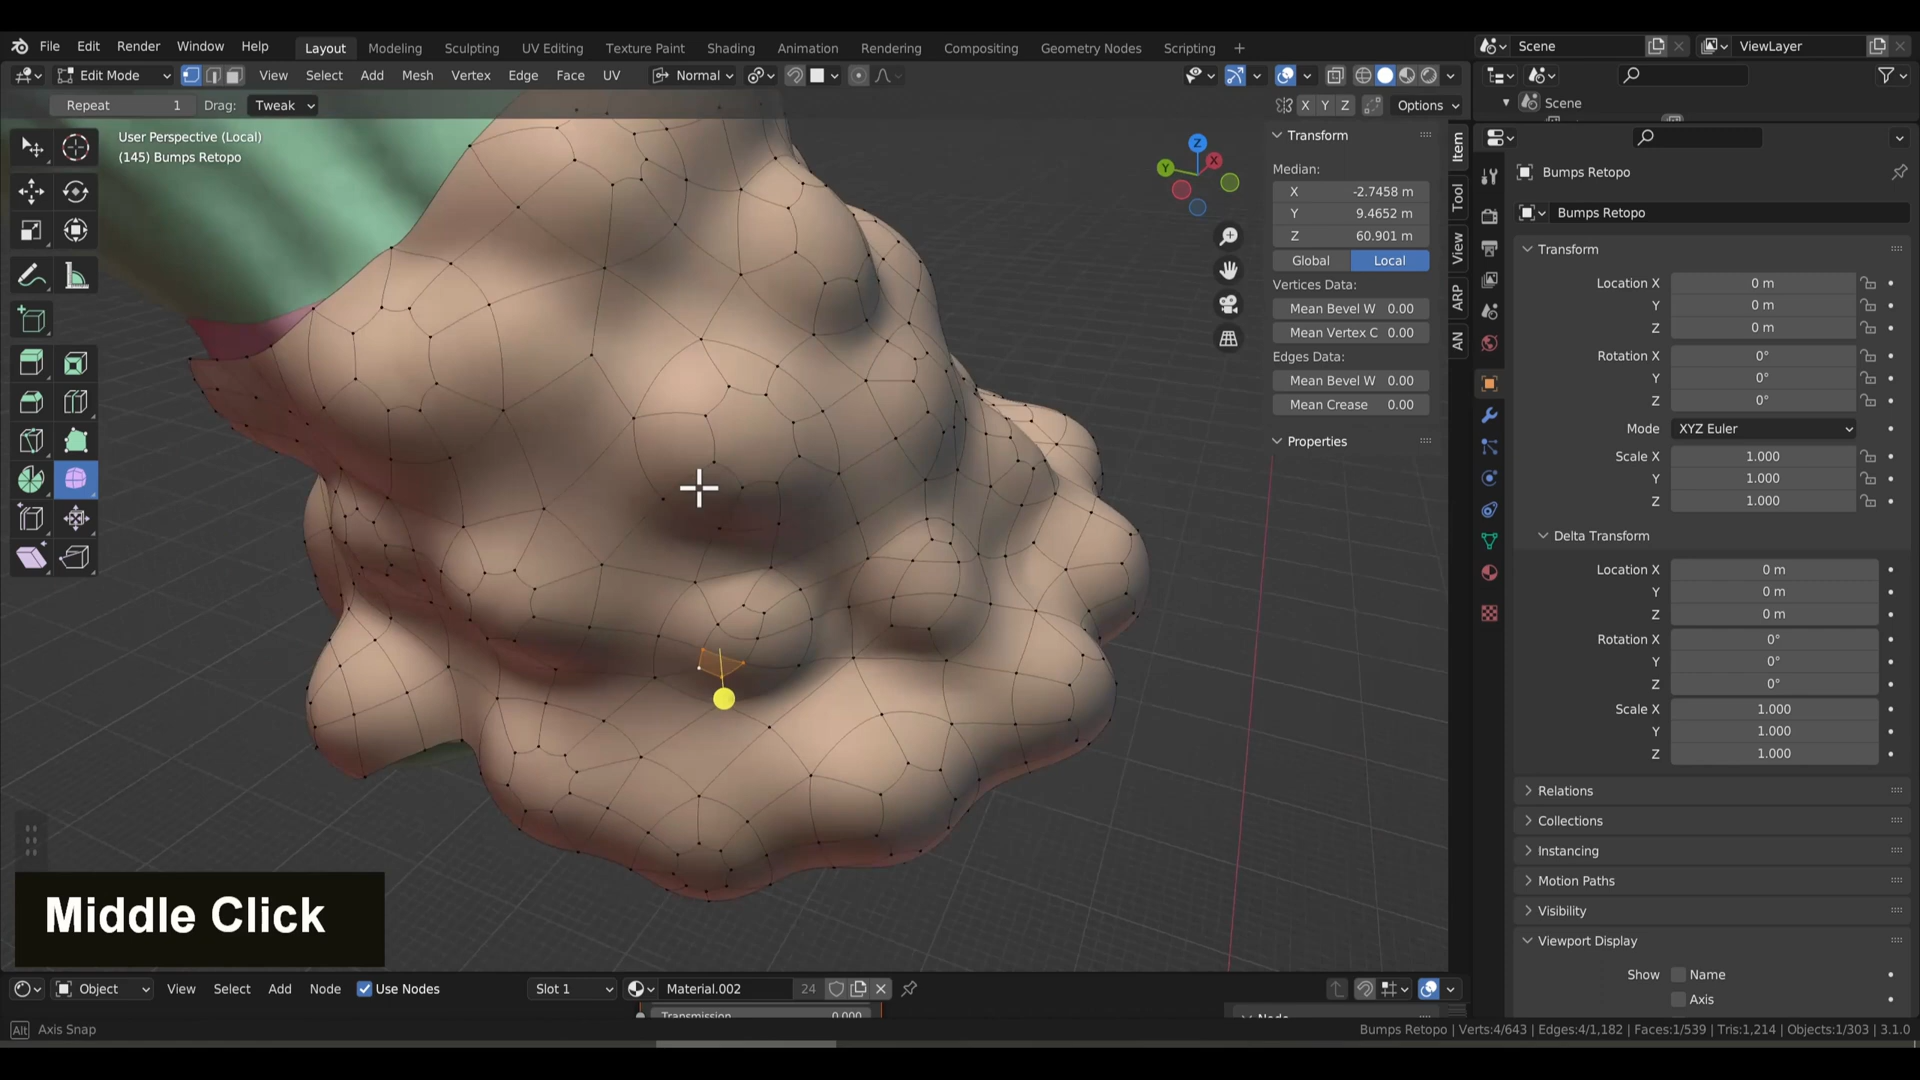 File Edit Render Window Help Layout Modeling Sculpting UV Editing Texture Paint Shading Animation Rendering Compositing Geometry Nodes Scripting + Scene ViewLayer
Edit Mode View Select Add Mesh Vertex Edge Face UV Normal
Scene
Repeat 1 Drag: Tweak X Y Z Options
User Perspective (Local)
(145) Bumps Retopo
Z
Y
X
Transform
Median:
X -2.7458 m
Y 9.4652 m
Z 60.901 m
Global Local
Vertices Data:
Mean Bevel W 0.00
Mean Vertex C 0.00
Edges Data:
Mean Bevel W 0.00
Mean Crease 0.00
Properties
Item
Tool
View
ARP
AN
Bumps Retopo
Bumps Retopo
Transform
Location X 0 m
Y 0 m
Z 0 m
Rotation X 0°
Y 0°
Z 0°
Mode XYZ Euler
Scale X 1.000
Y 1.000
Z 1.000
Delta Transform
Location X 0 m
Y 0 m
Z 0 m
Rotation X 0°
Y 0°
Z 0°
Scale X 1.000
Y 1.000
Z 1.000
Relations
Collections
Instancing
Motion Paths
Visibility
Viewport Display
Show Name
Axis
Middle Click
Object View Select Add Node Use Nodes Slot 1 Material.002 24
Transmission 0.000
Node
Alt Axis Snap
Bumps Retopo | Verts:4/643 | Edges:4/1,182 | Faces:1/539 | Tris:1,214 | Objects:1/303 | 3.1.0